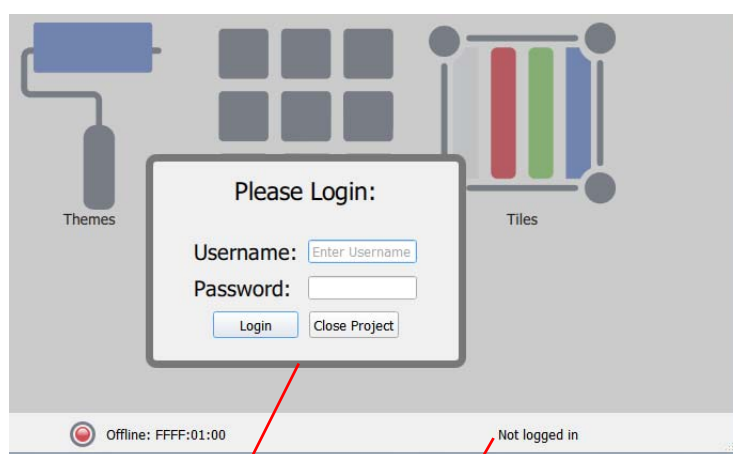 Themes
Tiles
Please Login:
Username: Enter Username
Password:
Login Close Project
Offline: FFFF:01:00 Not logged in